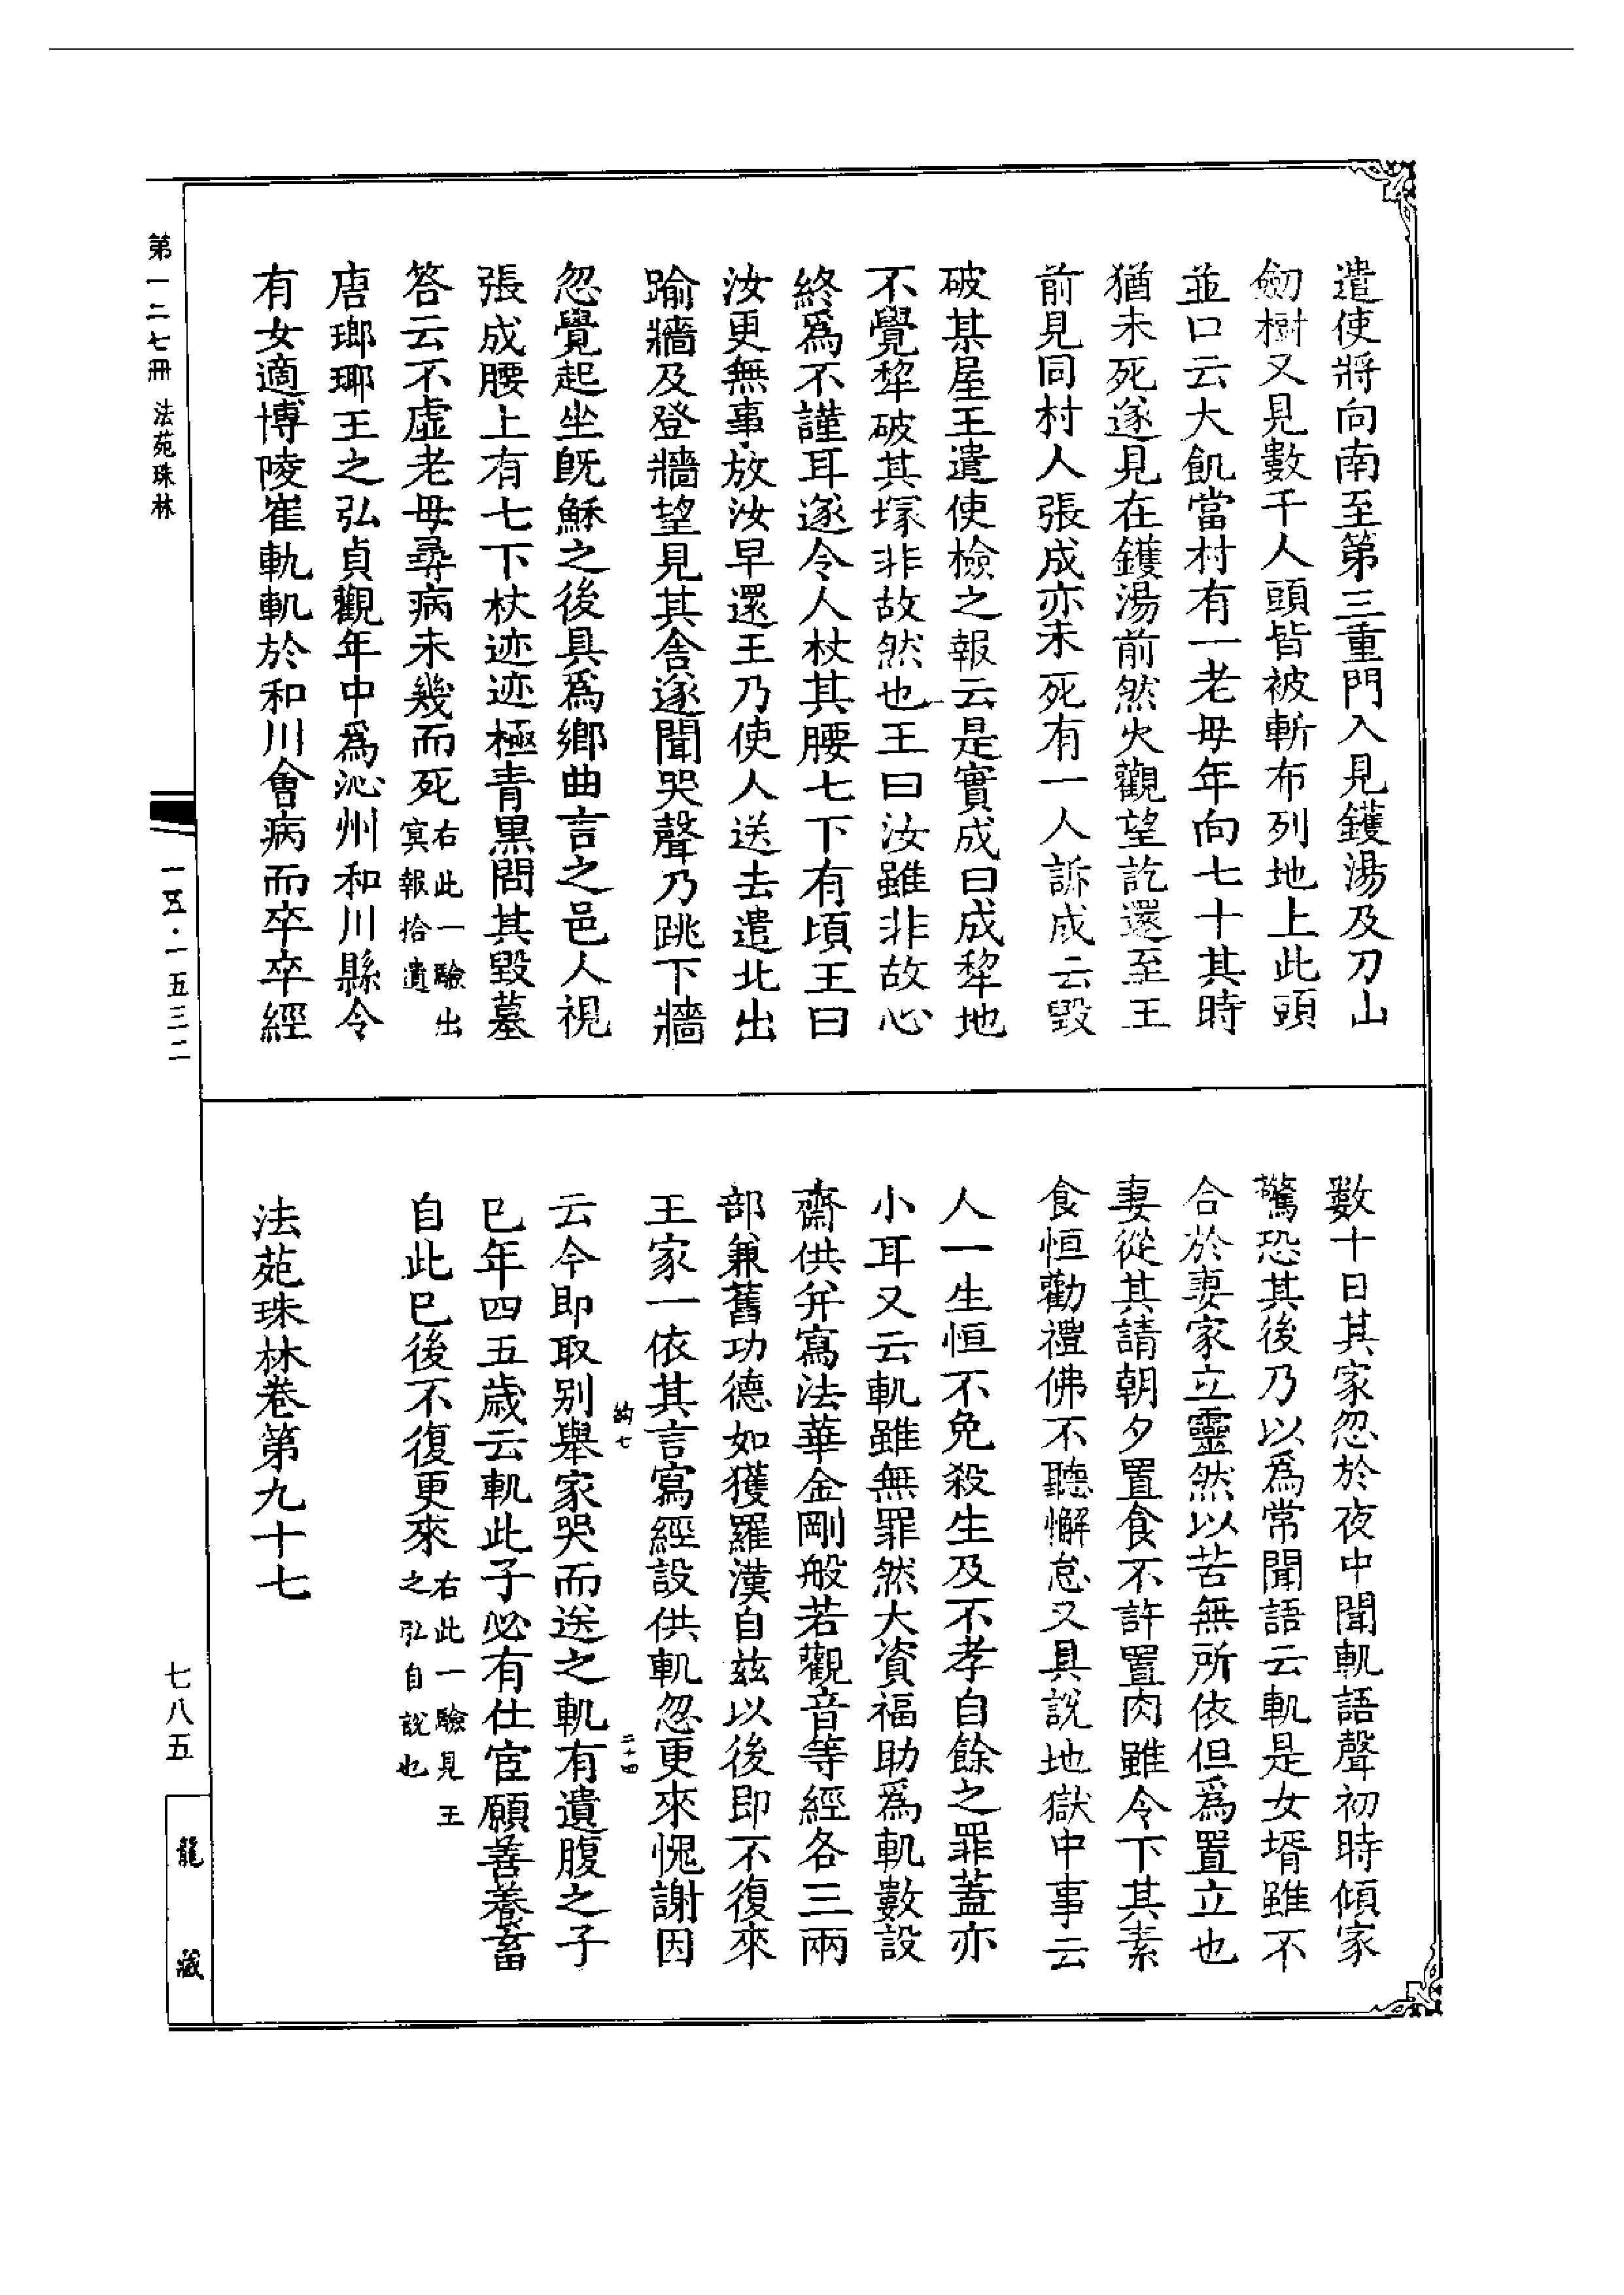 遣使將向南至第三重門入見鑊湯及刀山
劒樹又見數千人頭皆被斬布列地上此頭
並口云大飢當村有一老母年向七十其時
猶未死遂見在鑊湯前然火觀望訖還至王
前見同村人張成亦未死有一人訴成云毀
破某屋王遣使檢之報云是實成曰成犂地
不覺犂破其塚非故然也王曰汝雖非故心
終爲不謹耳遂令人杖其腰七下有頃王曰
汝更無事放汝早還王乃使人送去遣北出
踰牆及登牆望見其舍遂聞哭聲乃跳下牆
忽覺起坐旣穌之後具爲鄉曲言之邑人視
張成腰上有七下杖迹迹極青黑問其毀墓
答云不虛老母尋病未幾而死右此一驗出冥報拾遺
唐瑯琊王之弘貞觀年中爲沁州和川縣令
有女適博陵崔軌軌於和川會病而卒卒經
數十日其家忽於夜中聞軌語聲初時傾家
驚恐其後乃以爲常聞語云軌是女壻雖不
合於妻家立靈然以苦無所依但爲置立也
妻從其請朝夕置食不許置肉雖令下其素
食恒勸禮佛不聽懈怠又具說地獄中事云
人一生恒不免殺生及不孝自餘之罪蓋亦
小耳又云軌雖無罪然大資福助爲軌數設
齋供并寫法華金剛般若觀音等經各三兩
部兼舊功德如獲羅漢自兹以後即不復來
王家一依其言寫經設供軌忽更來愧謝因
云今即取别舉家哭而送之軌有遺腹之子
已年四五歲云軌此子必有仕宦願善養畜
自此已後不復更來右此一驗見王之弘自說也
法苑珠林卷第九十七
七
二十四
第一二七冊 法苑珠林
一五·一五三二
七八五
龍藏